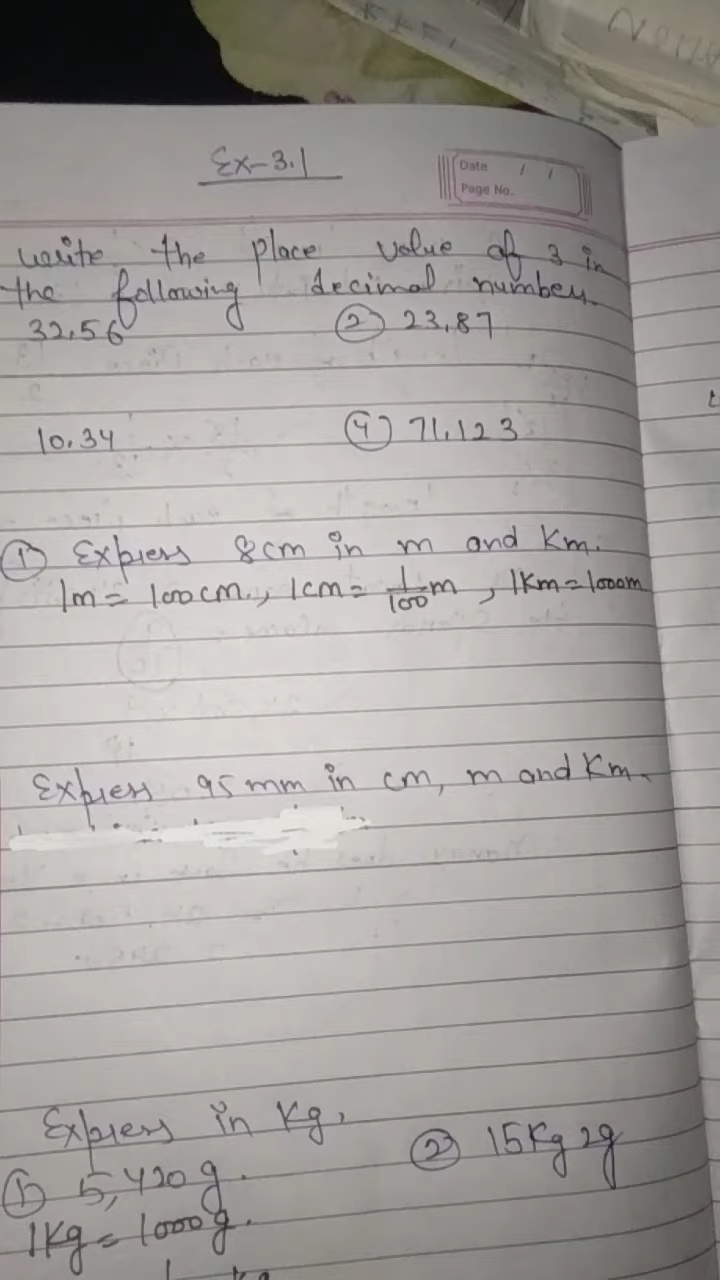 Ex-3.1
Date / /
Page No.
write the place value of 3 in
the following decimal number.
32.56 (2) 23.87
10.34 (4) 71.123
(1) Express 8cm in m and Km.
1m = 100cm., 1cm = 1/100 m, 1Km = 1000m
Express 95mm in cm, m and Km.
Express in Kg.
(1) 5,420g. (2) 15Kg 2g
1Kg = 1000g.